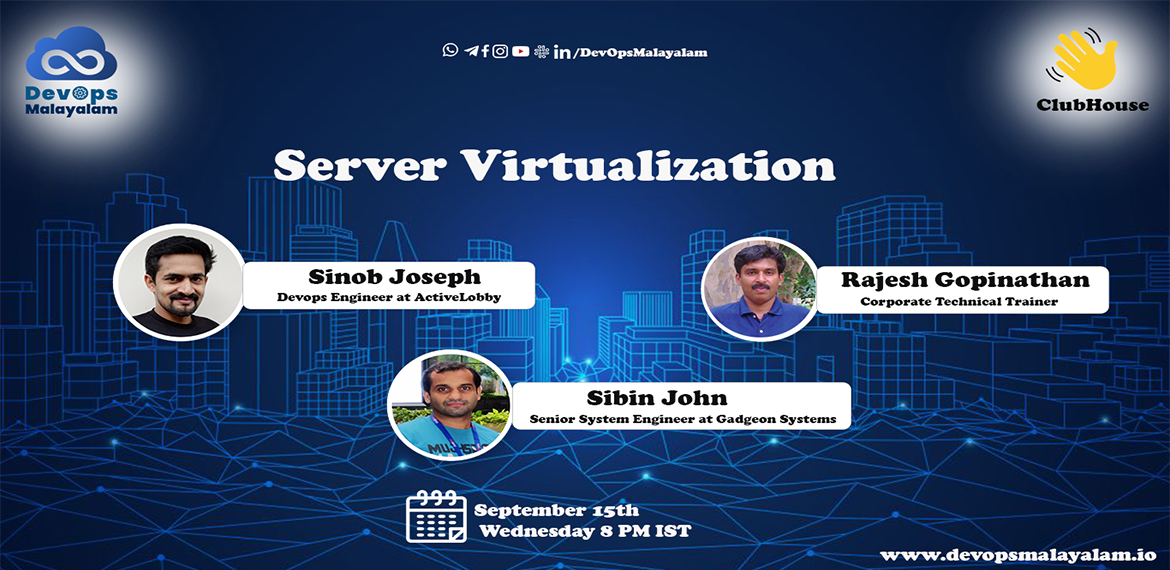 /DevOpsMalayalam
DevOps
Malayalam
ClubHouse
Server Virtualization
Sinob Joseph
Devops Engineer at ActiveLobby
Rajesh Gopinathan
Corporate Technical Trainer
Sibin John
Senior System Engineer at Gadgeon Systems
September 15th
Wednesday 8 PM IST
www.devopsmalayalam.io